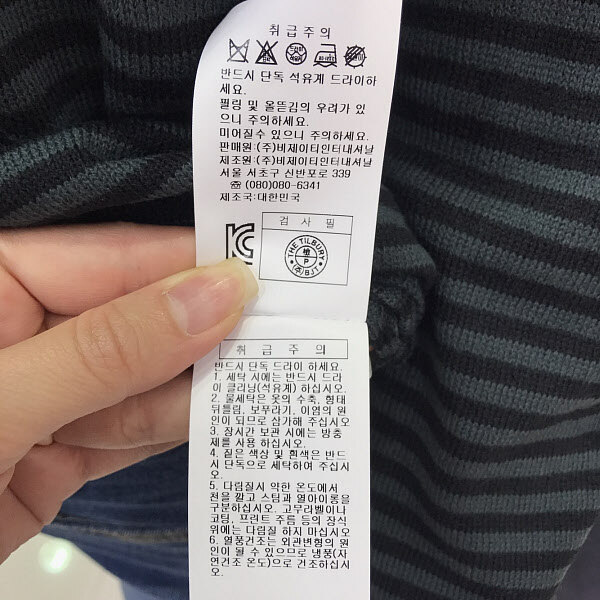 취급주의
반드시 단독 석유계 드라이하
세요.
필링 및 올뜯김의 우려가 있
으니 주의하세요.
미어질수 있으니 주의하세요.
판매원:(주)비제이티인터내셔날
제조원:(주)비제이티인터내셔날
서울 서초구 신반포로 339
☎ (080)080-6341
제조국:대한민국
검사필
THE TILBURY
P
(주)BJT
취급주의
반드시 단독 드라이 하세요.
1. 세탁 시에는 반드시 드라
이 클리닝(석유계) 하십시오.
2. 물세탁은 옷의 수축, 형태
뒤틀림, 보푸라기, 이염의 원
인이 되므로 삼가해 주십시오
3. 장시간 보관 시에는 방충
제를 사용 하십시오.
4. 짙은 색상 및 흰색은 반드
시 단독으로 세탁하여 주십시
오.
5. 다림질시 약한 온도에서
천을 깔고 스팀과 열아이롱을
구분하십시오. 고무라벨이나
코팅, 프린트 주름 등의 장식
위에는 다림질 하지 마십시오
6. 열풍건조는 외관변형의 원
인이 될 수 있으므로 냉풍(자
연건조 온도)으로 건조하십시
오.